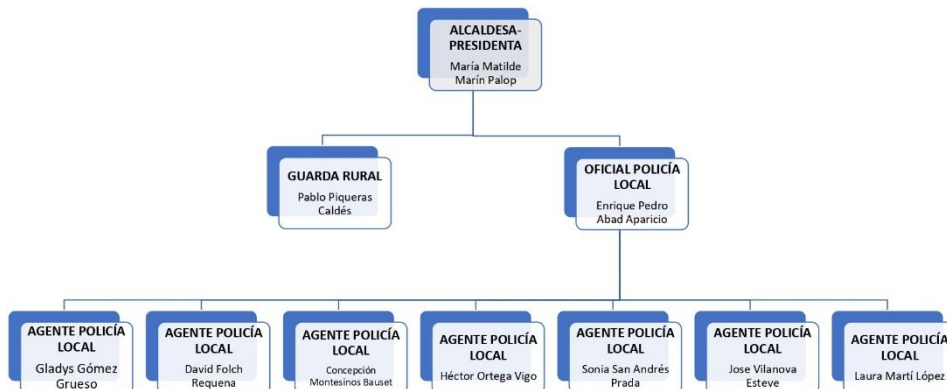 ALCALDESA-
PRESIDENTA
María Matilde
Marín Palop
GUARDA RURAL
Pablo Piqueras
Caldés
OFICIAL POLICÍA
LOCAL
Enrique Pedro
Abad Aparicio
AGENTE POLICÍA
LOCAL
Gladys Gómez
Grueso
AGENTE POLICÍA
LOCAL
David Folch
Requena
AGENTE POLICÍA
LOCAL
Concepción
Montesinos Bauset
AGENTE POLICÍA
LOCAL
Héctor Ortega Vigo
AGENTE POLICÍA
LOCAL
Sonia San Andrés
Prada
AGENTE POLICÍA
LOCAL
Jose Vilanova
Esteve
AGENTE POLICÍA
LOCAL
Laura Martí López